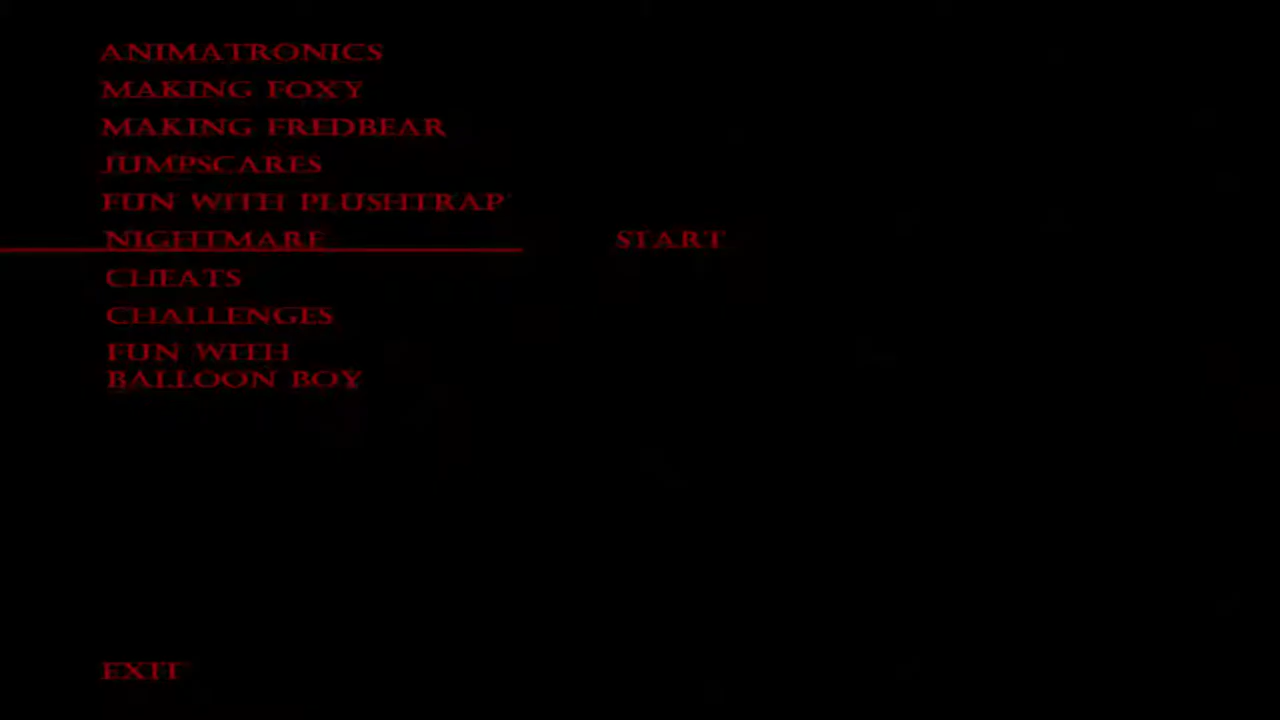 ANIMATRONICS
MAKING FOXY
MAKING FREDBEAR
JUMPSCARES
FUN WITH PLUSHTRAP
NIGHTMARE
START
CHEATS
CHALLENGES
FUN WITH
BALLOON BOY
EXIT